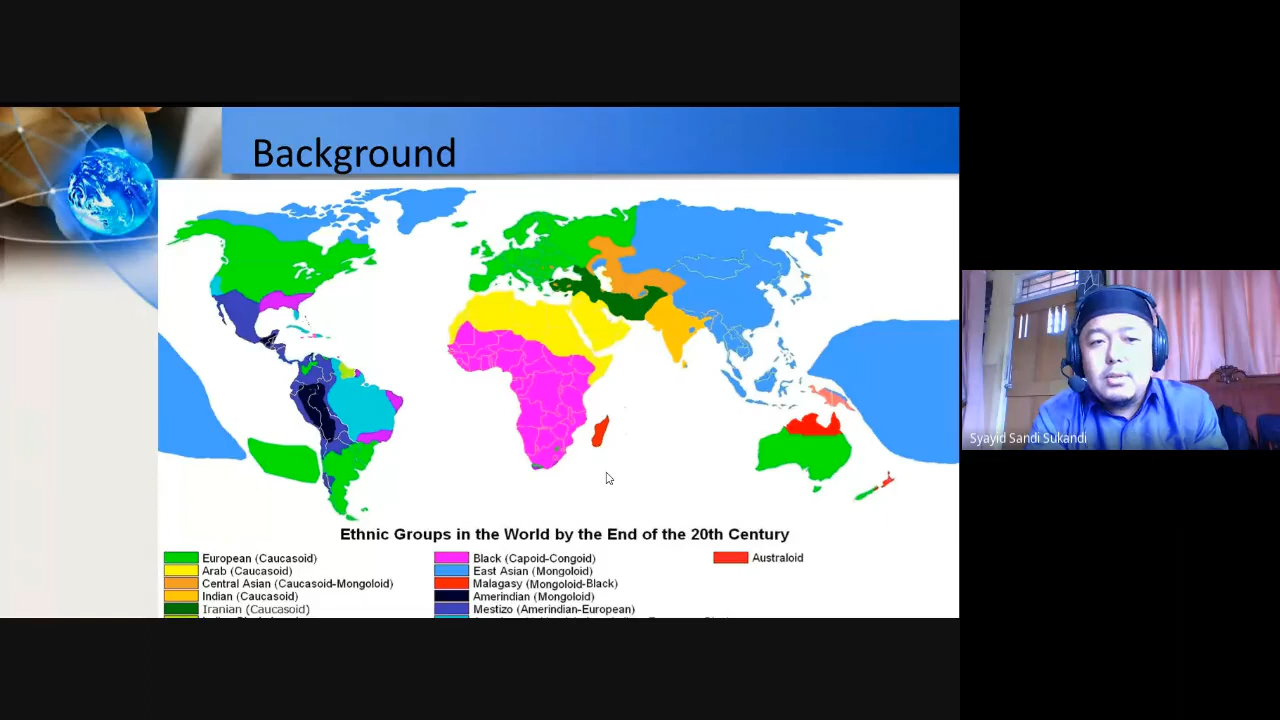 Background
Ethnic Groups in the World by the End of the 20th Century
European (Caucasoid)
Arab (Caucasoid)
Central Asian (Caucasoid-Mongoloid)
Indian (Caucasoid)
Iranian (Caucasoid)
Black (Capoid-Congoid)
East Asian (Mongoloid)
Malagasy (Mongoloid-Black)
Amerindian (Mongoloid)
Mestizo (Amerindian-European)
Australoid
Syayid Sandi Sukandi